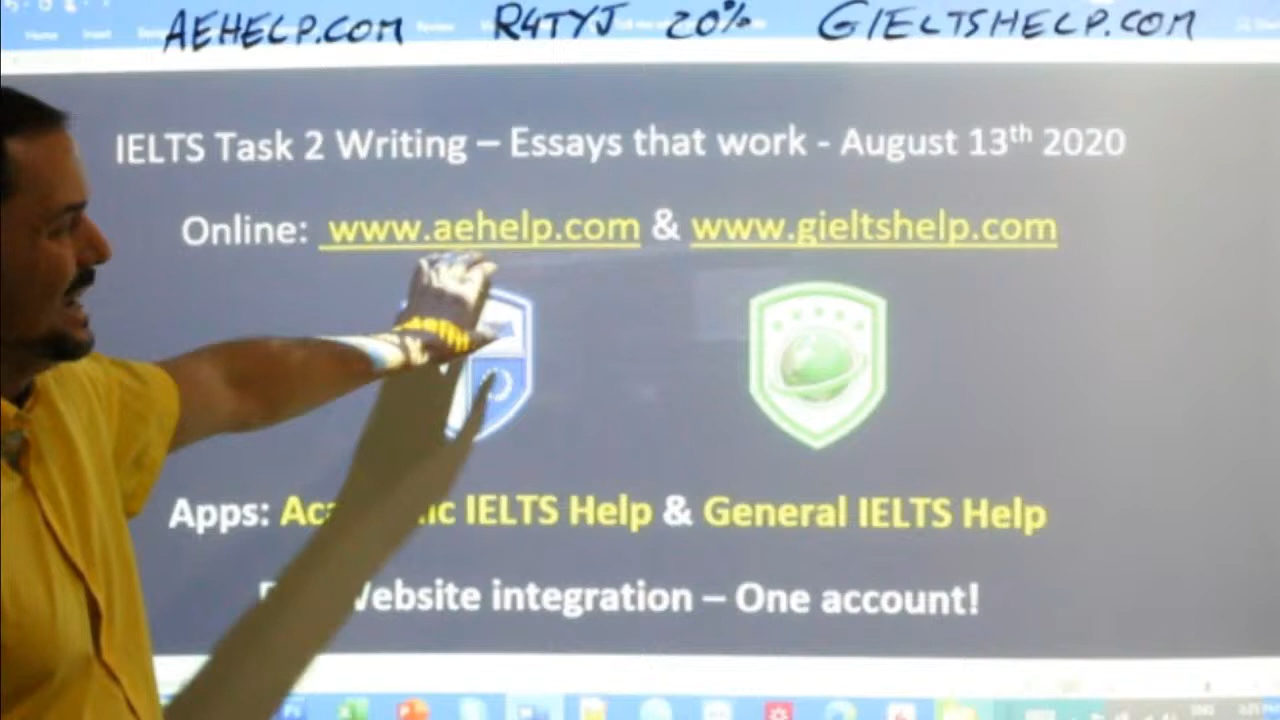 AEHELP.COM R4TYJ 20% GIELTSHELP.COM
IELTS Task 2 Writing – Essays that work - August 13th 2020
Online: www.aehelp.com & www.gieltshelp.com
Apps: IELTS Help & General IELTS Help
Website integration – One account!